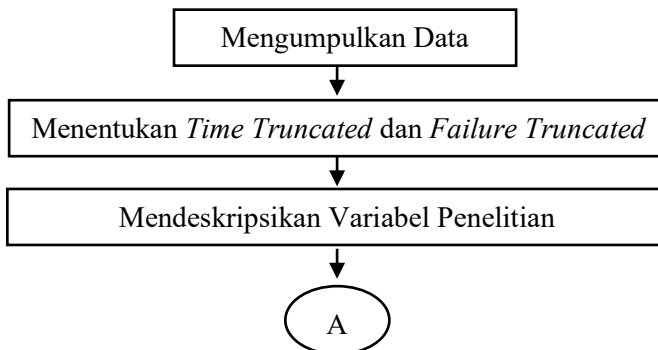 Mengumpulkan Data
Menentukan Time Truncated dan Failure Truncated
Mendeskripsikan Variabel Penelitian
A